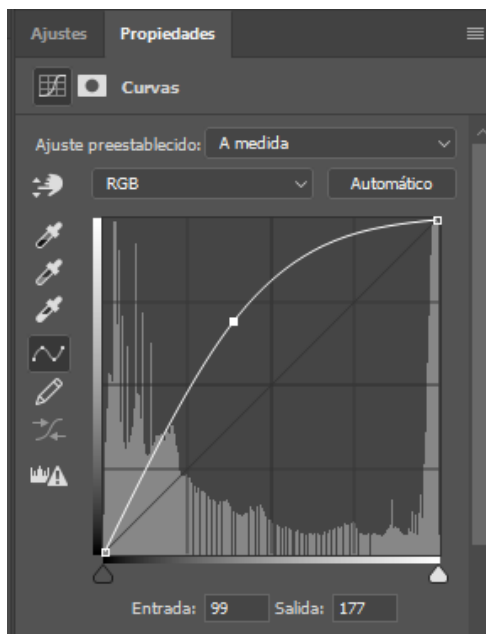 Ajustes Propiedades
Curvas
Ajuste preestablecido: A medida
RGB Automático
Entrada: 99 Salida: 177